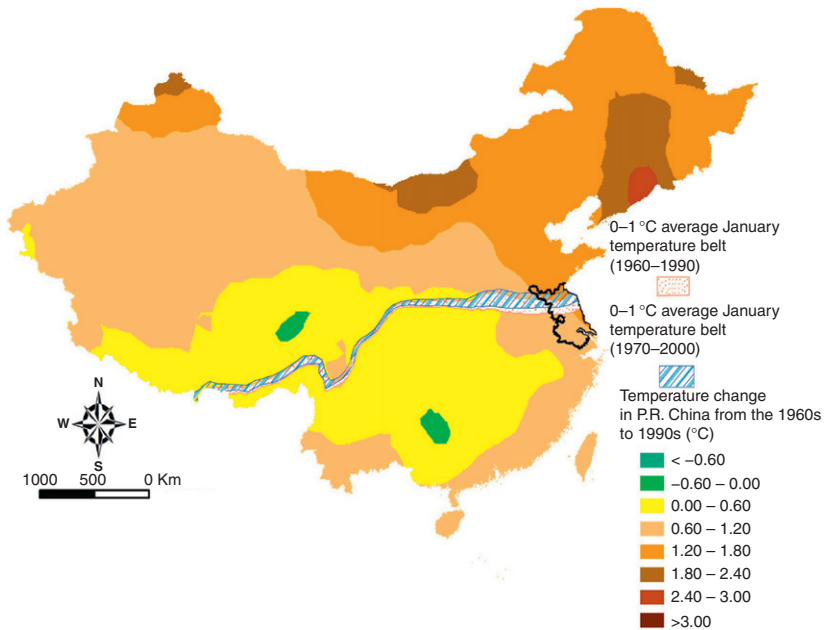 0–1 °C average January
temperature belt
(1960–1990)
0–1 °C average January
temperature belt
(1970–2000)
Temperature change
in P.R. China from the 1960s
to 1990s (°C)
< −0.60
−0.60 – 0.00
0.00 – 0.60
0.60 – 1.20
1.20 – 1.80
1.80 – 2.40
2.40 – 3.00
>3.00
N
W E
S
1000 500 0 Km